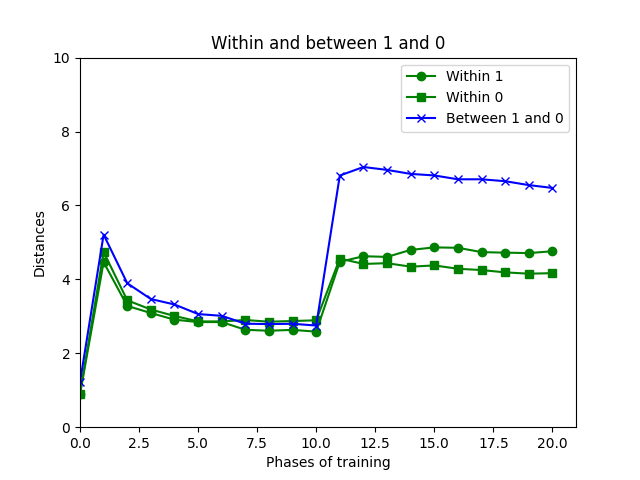 Within and between 1 and 0
Within 1
Within 0
Between 1 and 0
Distances
10
8
6
4
2
0
0.0 2.5 5.0 7.5 10.0 12.5 15.0 17.5 20.0
Phases of training